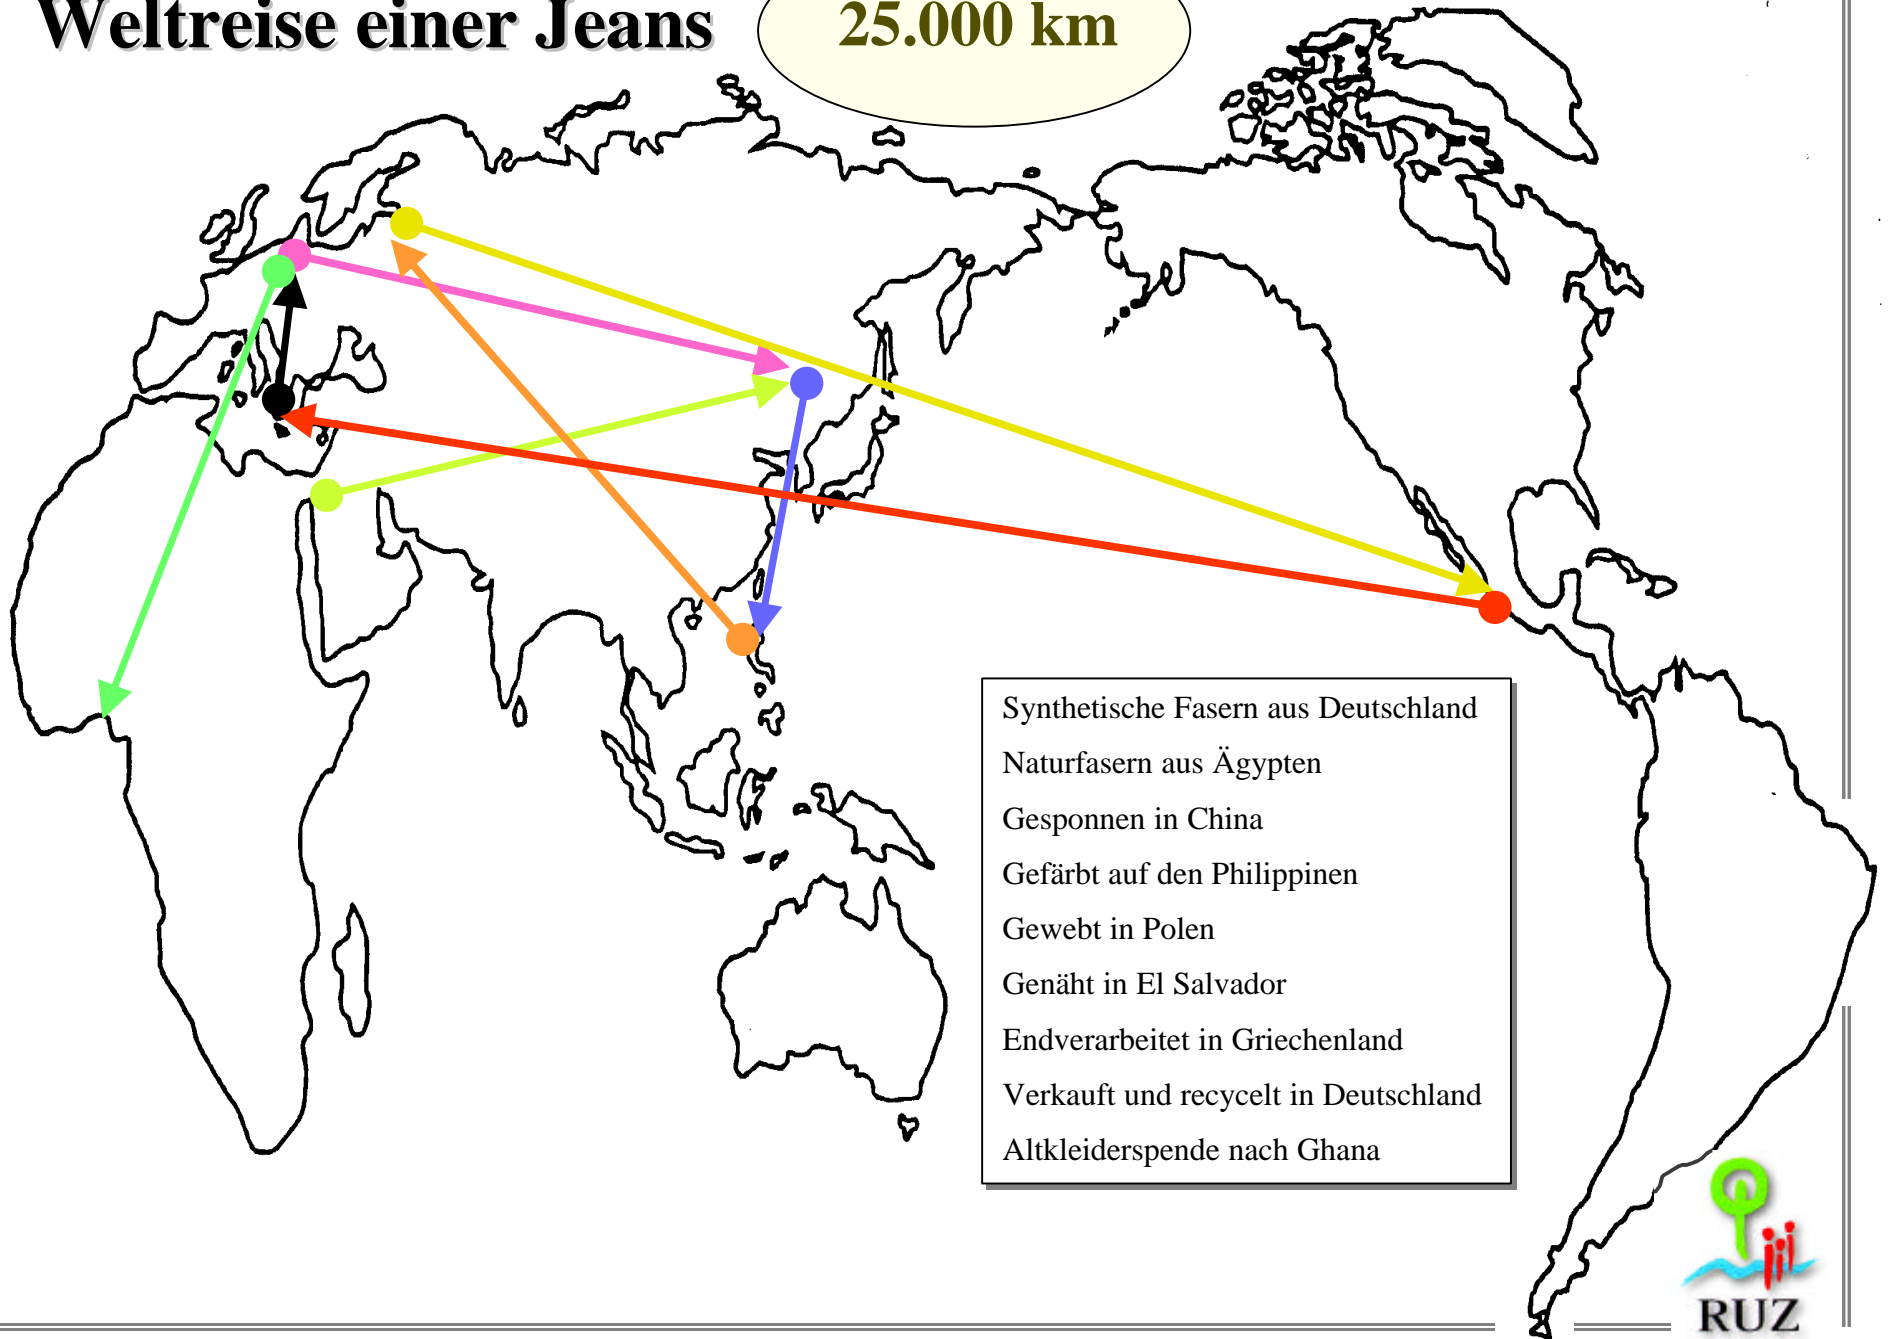 Weltreise einer Jeans
25.000 km
Synthetische Fasern aus Deutschland
Naturfasern aus Ägypten
Gesponnen in China
Gefärbt auf den Philippinen
Gewebt in Polen
Genäht in El Salvador
Endverarbeitet in Griechenland
Verkauft und recycelt in Deutschland
Altkleiderspende nach Ghana
RUZ